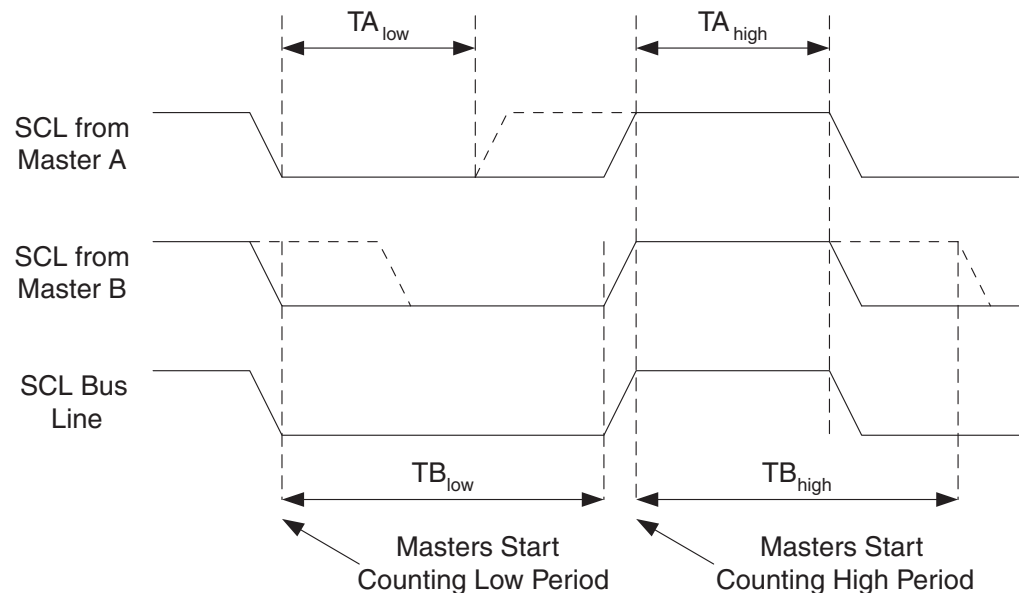 TA low
TA high
SCL from
Master A
SCL from
Master B
SCL Bus
Line
TB low
TB high
Masters Start
Counting Low Period
Masters Start
Counting High Period